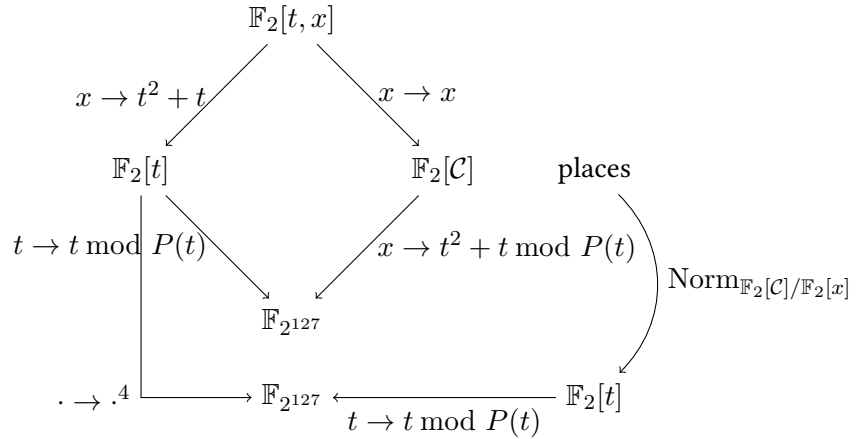 𝔽₂[t, x]
x → t² + t
x → x
𝔽₂[t]
𝔽₂[𝒞]
places
t → t mod P(t)
x → t² + t mod P(t)
Norm_{𝔽₂[𝒞]/𝔽₂[x]}
𝔽_{2^{127}}
· → ·⁴
𝔽_{2^{127}}
𝔽₂[t]
t → t mod P(t)